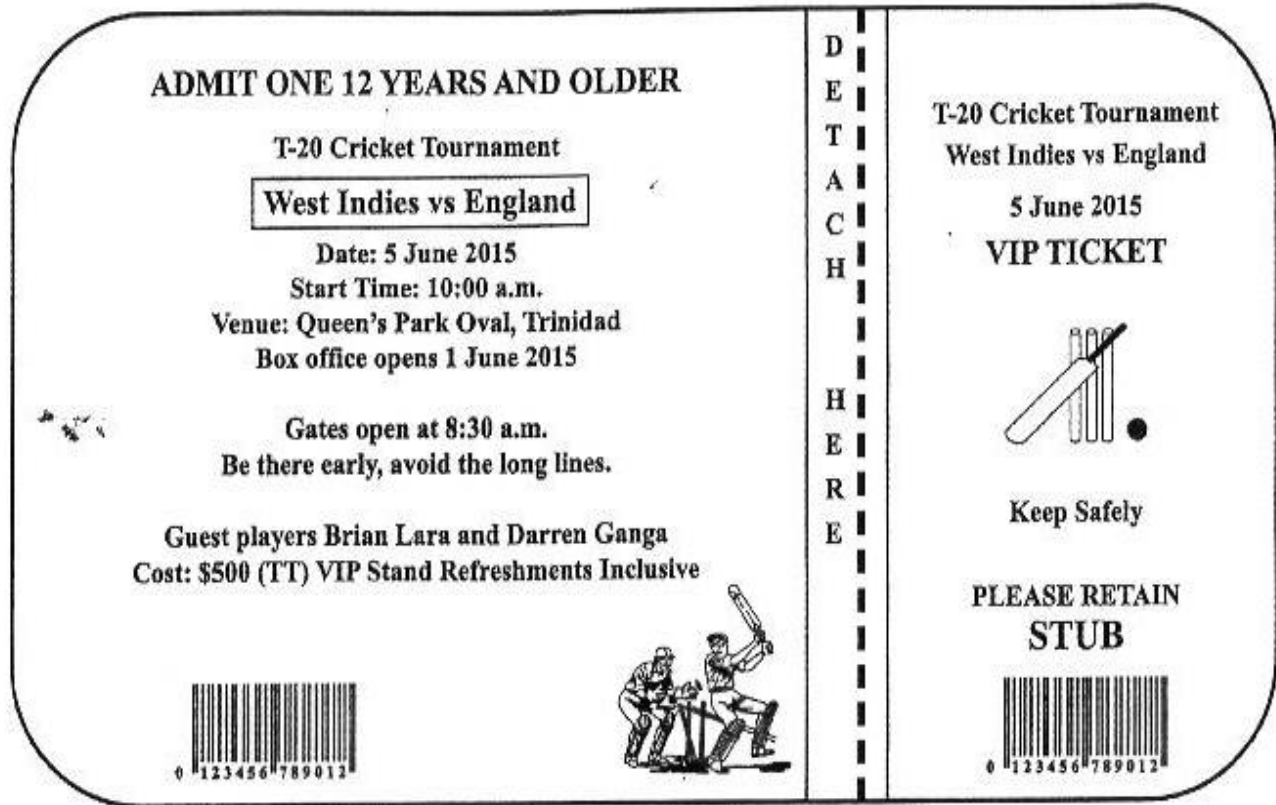 ADMIT ONE 12 YEARS AND OLDER
T-20 Cricket Tournament
West Indies vs England
Date: 5 June 2015
Start Time: 10:00 a.m.
Venue: Queen's Park Oval, Trinidad
Box office opens 1 June 2015
Gates open at 8:30 a.m.
Be there early, avoid the long lines.
Guest players Brian Lara and Darren Ganga
Cost: $500 (TT) VIP Stand Refreshments Inclusive
0 123456 789012
DETACH HERE
T-20 Cricket Tournament
West Indies vs England
5 June 2015
VIP TICKET
Keep Safely
PLEASE RETAIN
STUB
0 123456 789012